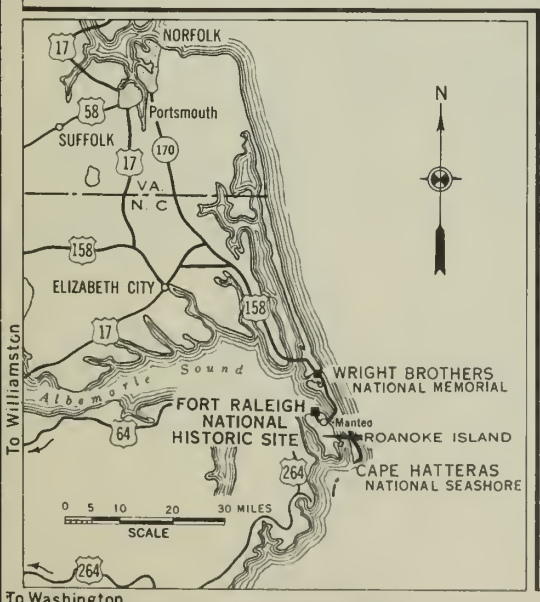 NORFOLK
17
58
Portsmouth
SUFFOLK
17
170
VA.
N. C
158
ELIZABETH CITY
158
17
Albemarle Sound
To Williamston
WRIGHT BROTHERS
NATIONAL MEMORIAL
FORT RALEIGH
NATIONAL
HISTORIC SITE
Manteo
ROANOKE ISLAND
64
264
CAPE HATTERAS
NATIONAL SEASHORE
0 5 10 20 30 MILES
SCALE
264
To Washington
N